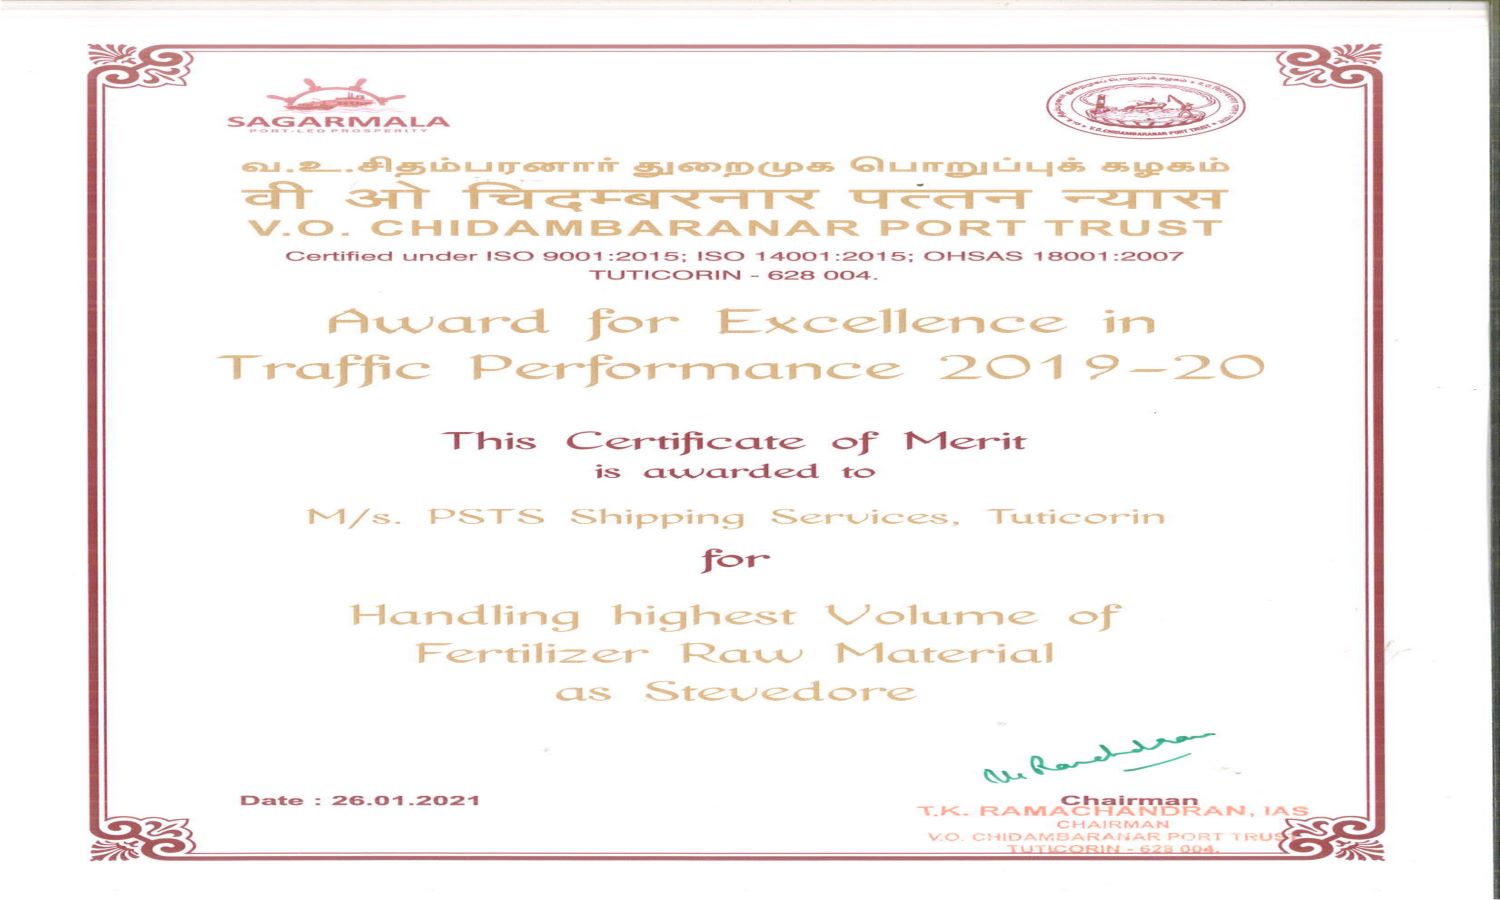 SAGARMALA
PORT-LED PROSPERITY
V.O. CHIDAMBARANAR PORT TRUST
வ.உ.சிதம்பரனார் துறைமுக பொறுப்புக் கழகம்
वी ओ चिदम्बरनार पत्तन न्यास
V.O. CHIDAMBARANAR PORT TRUST
Certified under ISO 9001:2015; ISO 14001:2015; OHSAS 18001:2007
TUTICORIN - 628 004.
Award for Excellence in
Traffic Performance 2019-20
This Certificate of Merit
is awarded to
M/s. PSTS Shipping Services, Tuticorin
for
Handling highest Volume of
Fertilizer Raw Material
as Stevedore
Date : 26.01.2021
Chairman
T.K. RAMACHANDRAN, IAS
CHAIRMAN
V.O. CHIDAMBARANAR PORT TRUST
TUTICORIN - 628 004.